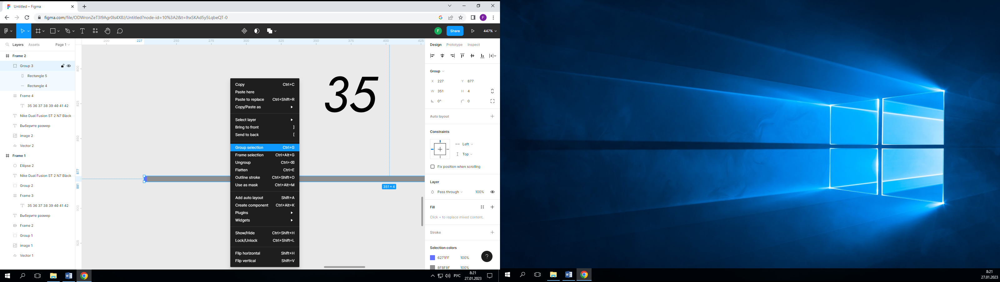 Untitled – Figma
figma.com/file/ODWronZeT3I9Agr0Is4X8J/Untitled?node-id=10%3A2&t=IhxSKAd5y5LqbeQT-0
F
F
Share
447%
Layers
Assets
Page 1
200
227
250
275
300
325
350
375
400
425
Design
Prototype
Inspect
Frame 2
Group 3
Rectangle 5
Rectangle 4
Frame 4
35 36 37 38 39 40 41 42
Nike Dual Fusion ST 2 N7 Black
Выберите размер
image 2
Vector 2
Frame 1
Ellipse 2
Nike Dual Fusion ST 2 N7 Black
Group 2
Frame 3
35 36 37 38 39 40 41 42
Выберите размер
Frame 2
Group 1
image 1
Vector 1
800
825
850
877
881
900
925
35
351 × 4
Copy Ctrl+C
Paste here
Paste to replace Ctrl+Shift+R
Copy/Paste as
Select layer
Bring to front ]
Send to back [
Group selection Ctrl+G
Frame selection Ctrl+Alt+G
Ungroup Ctrl+⌫
Flatten Ctrl+E
Outline stroke Ctrl+Shift+O
Use as mask Ctrl+Alt+M
Add auto layout Shift+A
Create component Ctrl+Alt+K
Plugins
Widgets
Show/Hide Ctrl+Shift+H
Lock/Unlock Ctrl+Shift+L
Flip horizontal Shift+H
Flip vertical Shift+V
Group
X 227 Y 877
W 351 H 4
0° 0
Auto layout
Constraints
Left
Top
Fix position when scrolling
Layer
Pass through 100%
Fill
Click + to replace mixed content.
Stroke
Selection colors
6271FF 100%
8F8F8F 100%
?
РУС
8:21
27.01.2023
8:21
27.01.2023